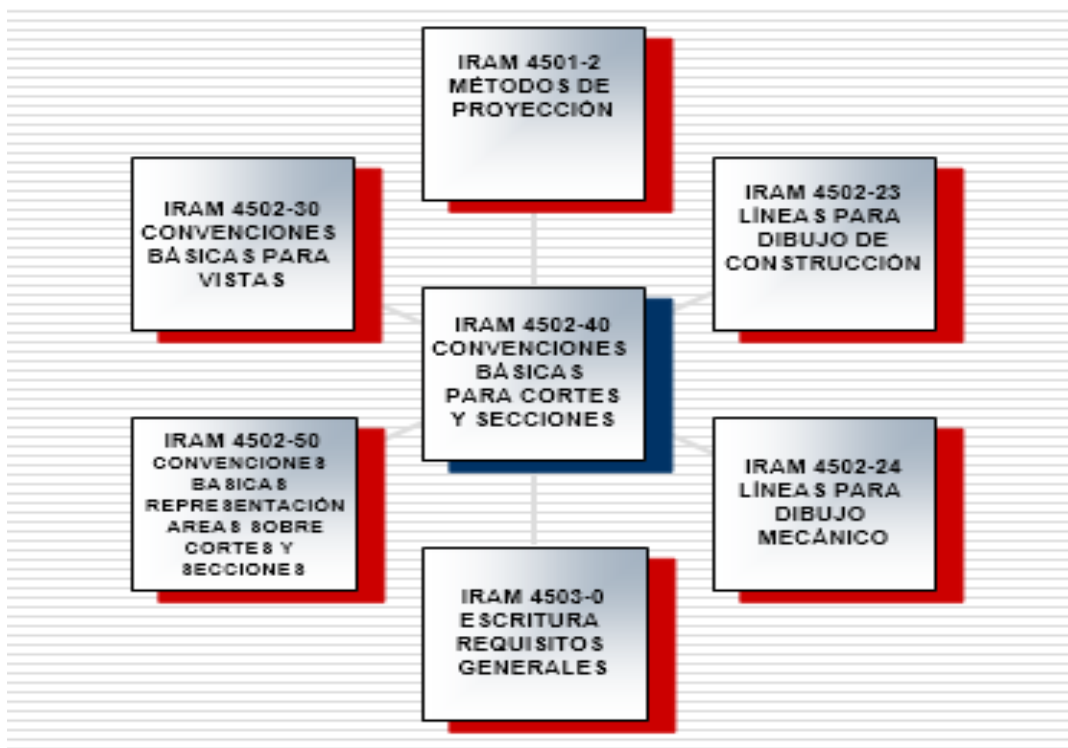 IRAM 4501-2
MÉTODOS DE
PROYECCIÓN
IRAM 4502-30
CONVENCIONES
BÁSICAS PARA
VISTAS
IRAM 4502-23
LÍNEAS PARA
DIBUJO DE
CONSTRUCCIÓN
IRAM 4502-40
CONVENCIONES
BÁSICAS
PARA CORTES
Y SECCIONES
IRAM 4502-50
CONVENCIONES
BASICAS
REPRESENTACIÓN
AREAS SOBRE
CORTES Y
SECCIONES
IRAM 4502-24
LÍNEAS PARA
DIBUJO
MECÁNICO
IRAM 4503-0
ESCRITURA
REQUISITOS
GENERALES